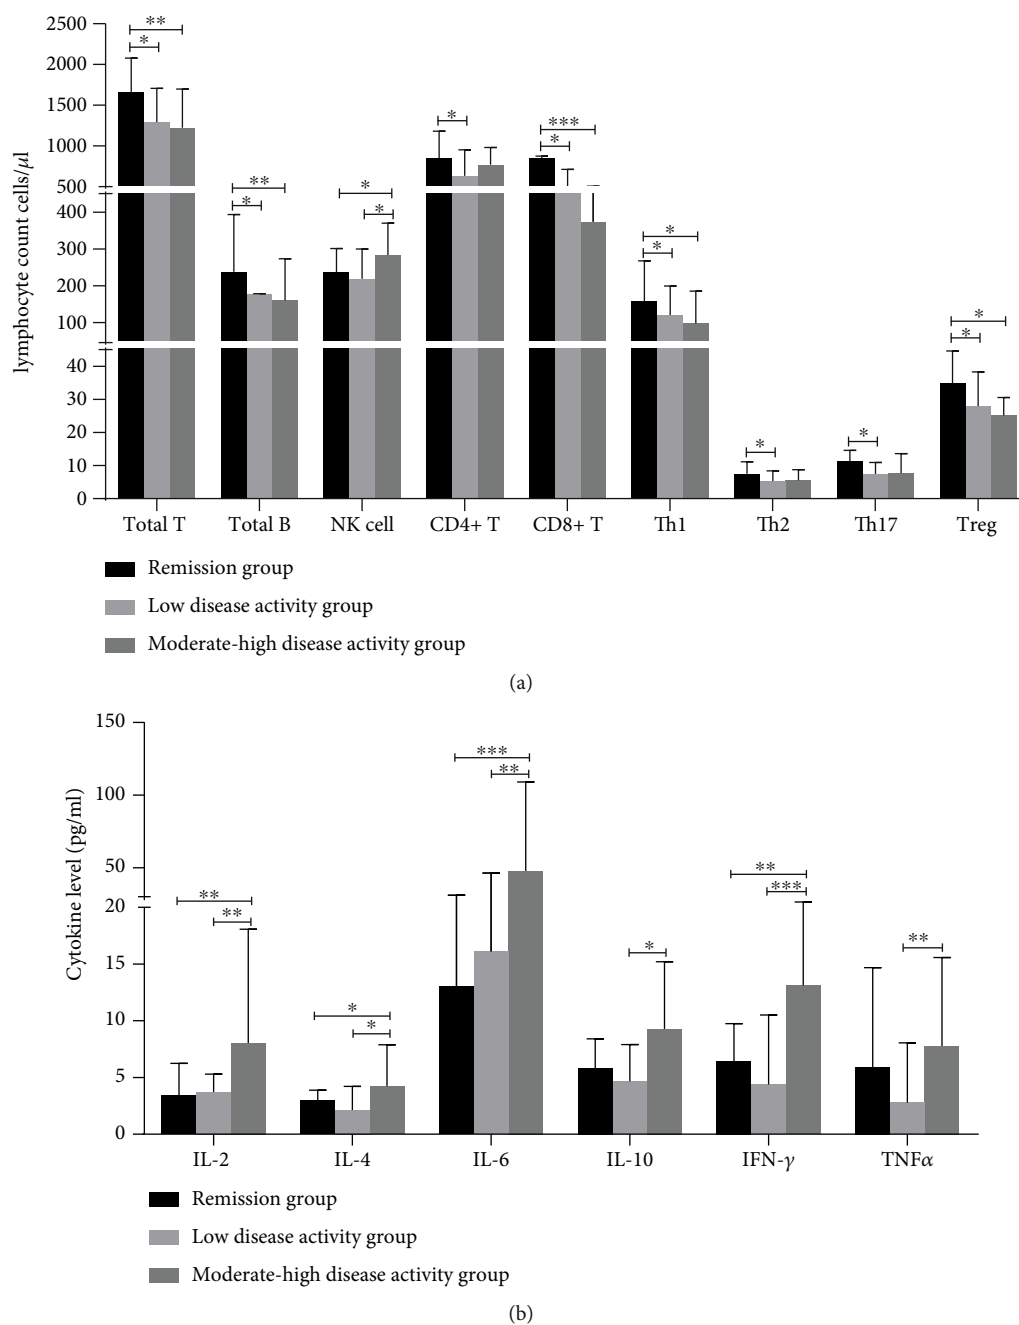 2500
2000
1500
1000
500
400
300
200
100
40
30
20
10
0
lymphocyte count cells/μl
** * * ** * * * *** * * * * * * *
Total T Total B NK cell CD4+ T CD8+ T Th1 Th2 Th17 Treg
Remission group
Low disease activity group
Moderate-high disease activity group
(a)
150
100
50
20
15
10
5
0
Cytokine level (pg/ml)
** ** * * *** ** * ** *** **
IL-2 IL-4 IL-6 IL-10 IFN-γ TNFα
Remission group
Low disease activity group
Moderate-high disease activity group
(b)